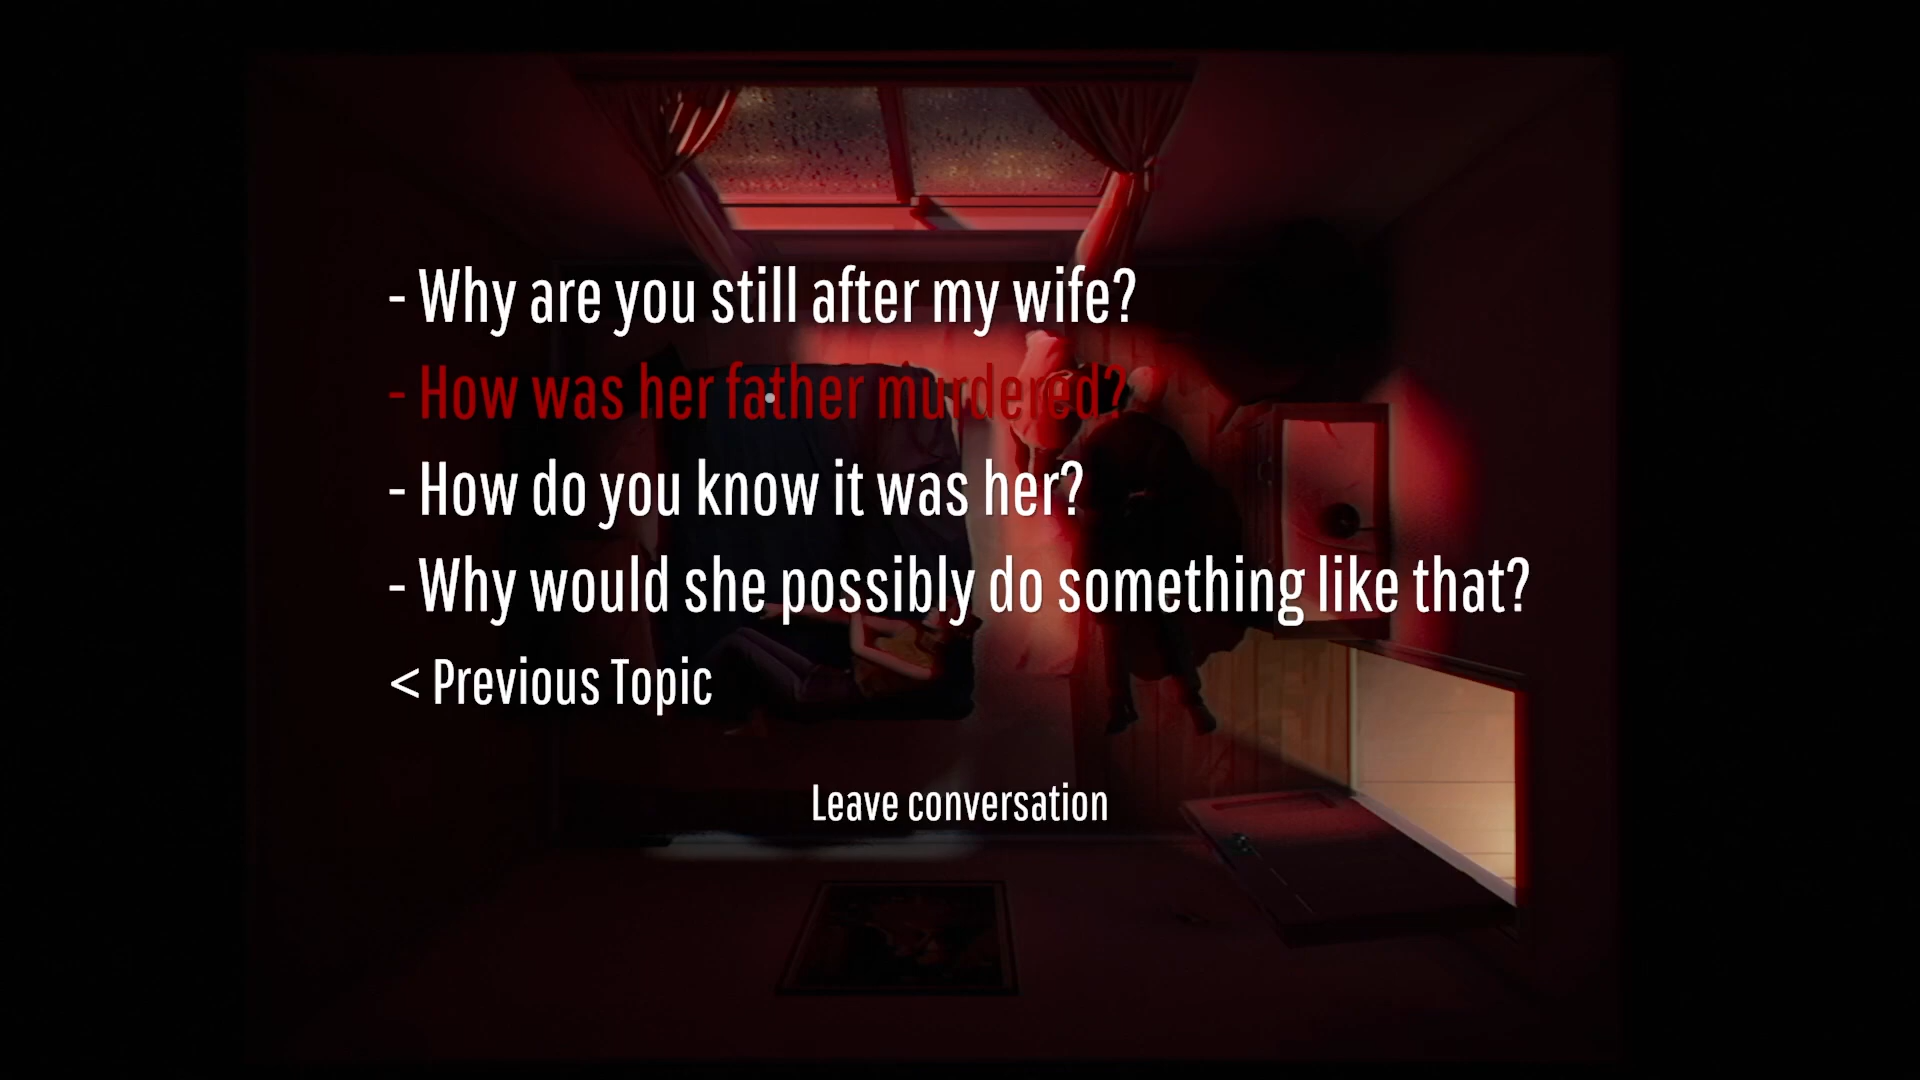 - Why are you still after my wife?
- How was her father murdered?
- How do you know it was her?
- Why would she possibly do something like that?
< Previous Topic
Leave conversation